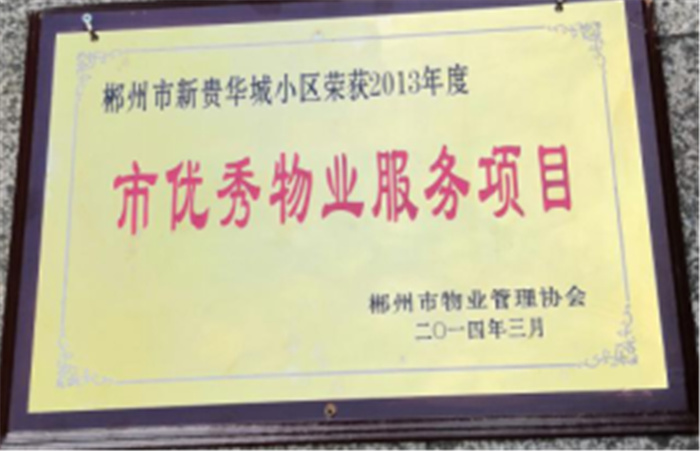 郴州市新贵华城小区荣获2013年度
市优秀物业服务项目
郴州市物业管理协会
二〇一四年三月